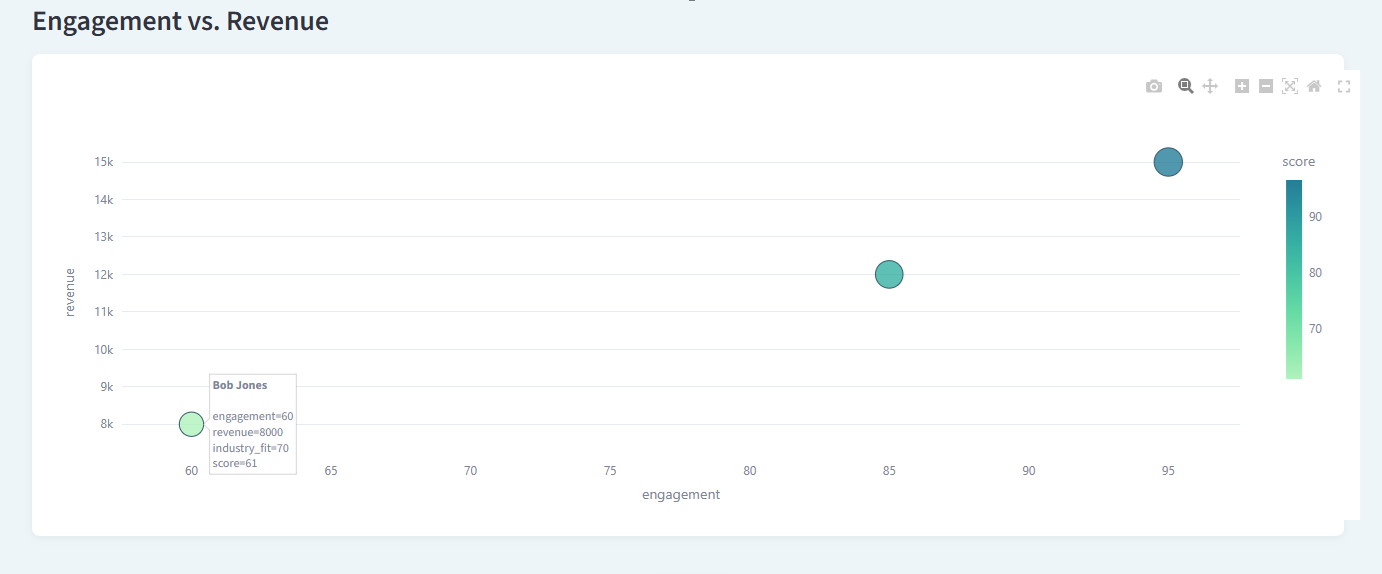 Engagement vs. Revenue
score
15k
14k
13k
12k
11k
10k
9k
8k
revenue
90
80
70
Bob Jones
engagement=60
revenue=8000
industry_fit=70
score=61
60 65 70 75 80 85 90 95
engagement